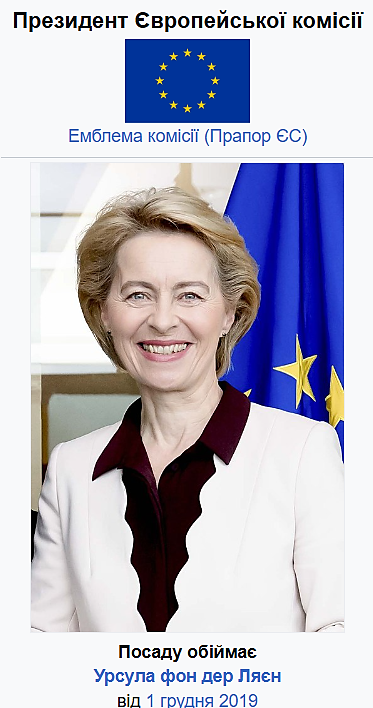 Президент Європейської комісії
Емблема комісії (Прапор ЄС)
Посаду обіймає
Урсула фон дер Ляєн
від 1 грудня 2019